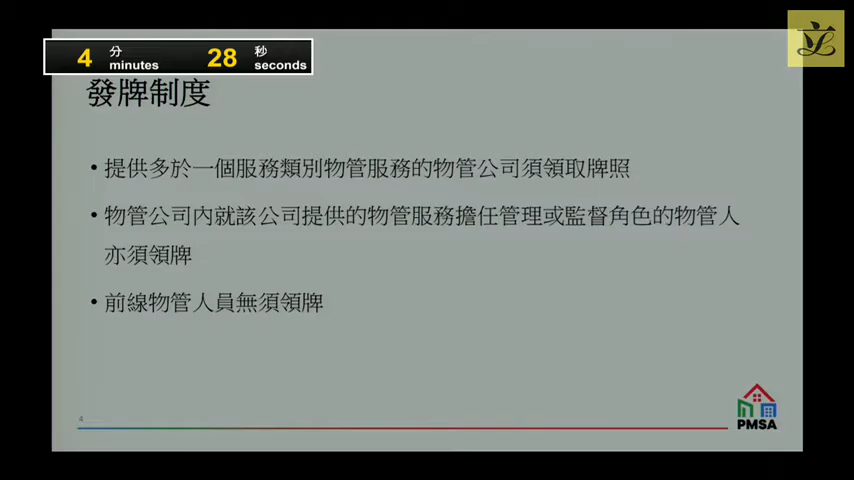 4 分 minutes 28 秒 seconds
發牌制度
• 提供多於一個服務類別物管服務的物管公司須領取牌照
• 物管公司內就該公司提供的物管服務擔任管理或監督角色的物管人
亦須領牌
• 前線物管人員無須領牌
4
PMSA